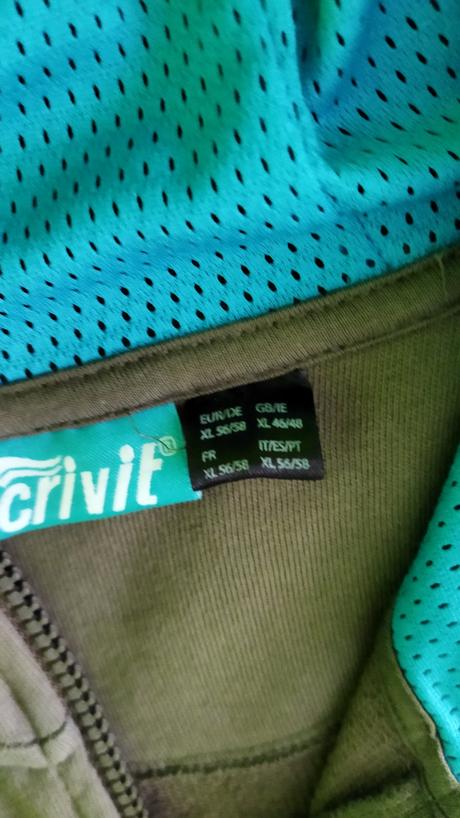 crivit®
EUR/DE GB/IE
XL 56/58 XL 46/48
FR IT/ES/PT
XL 56/58 XL 56/58